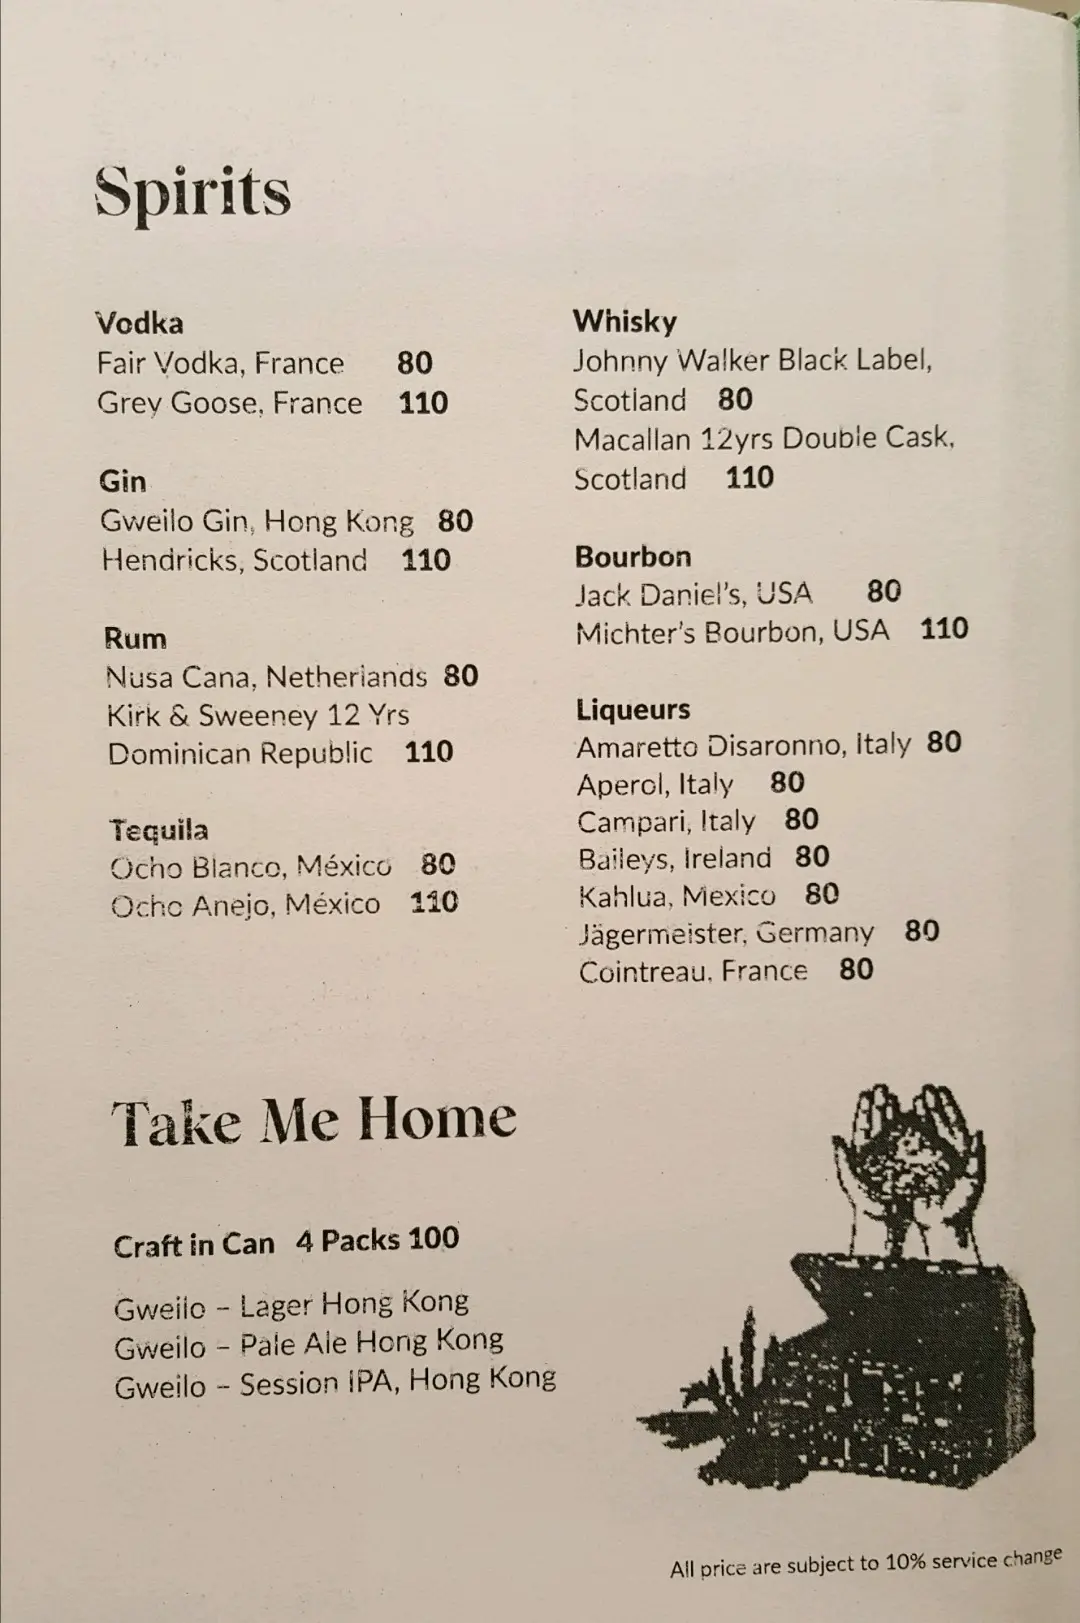 Spirits
Vodka
Fair Vodka, France 80
Grey Goose, France 110
Gin
Gweilo Gin, Hong Kong 80
Hendricks, Scotland 110
Rum
Nusa Cana, Netherlands 80
Kirk & Sweeney 12 Yrs
Dominican Republic 110
Tequila
Ocho Blanco, México 80
Ocho Anejo, México 110
Whisky
Johnny Walker Black Label,
Scotland 80
Macallan 12yrs Double Cask,
Scotland 110
Bourbon
Jack Daniel's, USA 80
Michter's Bourbon, USA 110
Liqueurs
Amaretto Disaronno, Italy 80
Aperol, Italy 80
Campari, Italy 80
Baileys, Ireland 80
Kahlua, Mexico 80
Jägermeister, Germany 80
Cointreau, France 80
Take Me Home
Craft in Can 4 Packs 100
Gweilo – Lager Hong Kong
Gweilo – Pale Ale Hong Kong
Gweilo – Session IPA, Hong Kong
All price are subject to 10% service change